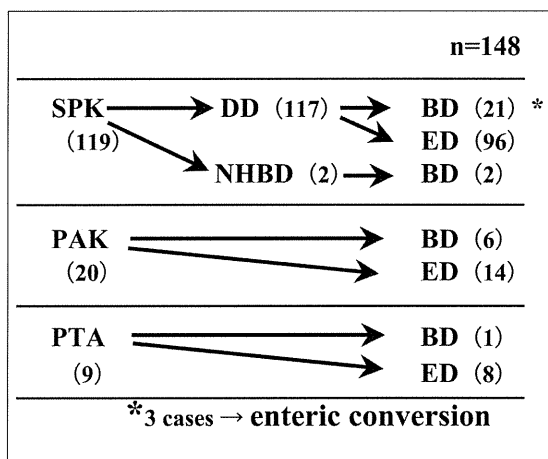 n=148
SPK → DD (117) → BD (21) *
(119) → ED (96)
NHBD (2) → BD (2)
PAK → BD (6)
(20) → ED (14)
PTA → BD (1)
(9) → ED (8)
*3 cases → enteric conversion